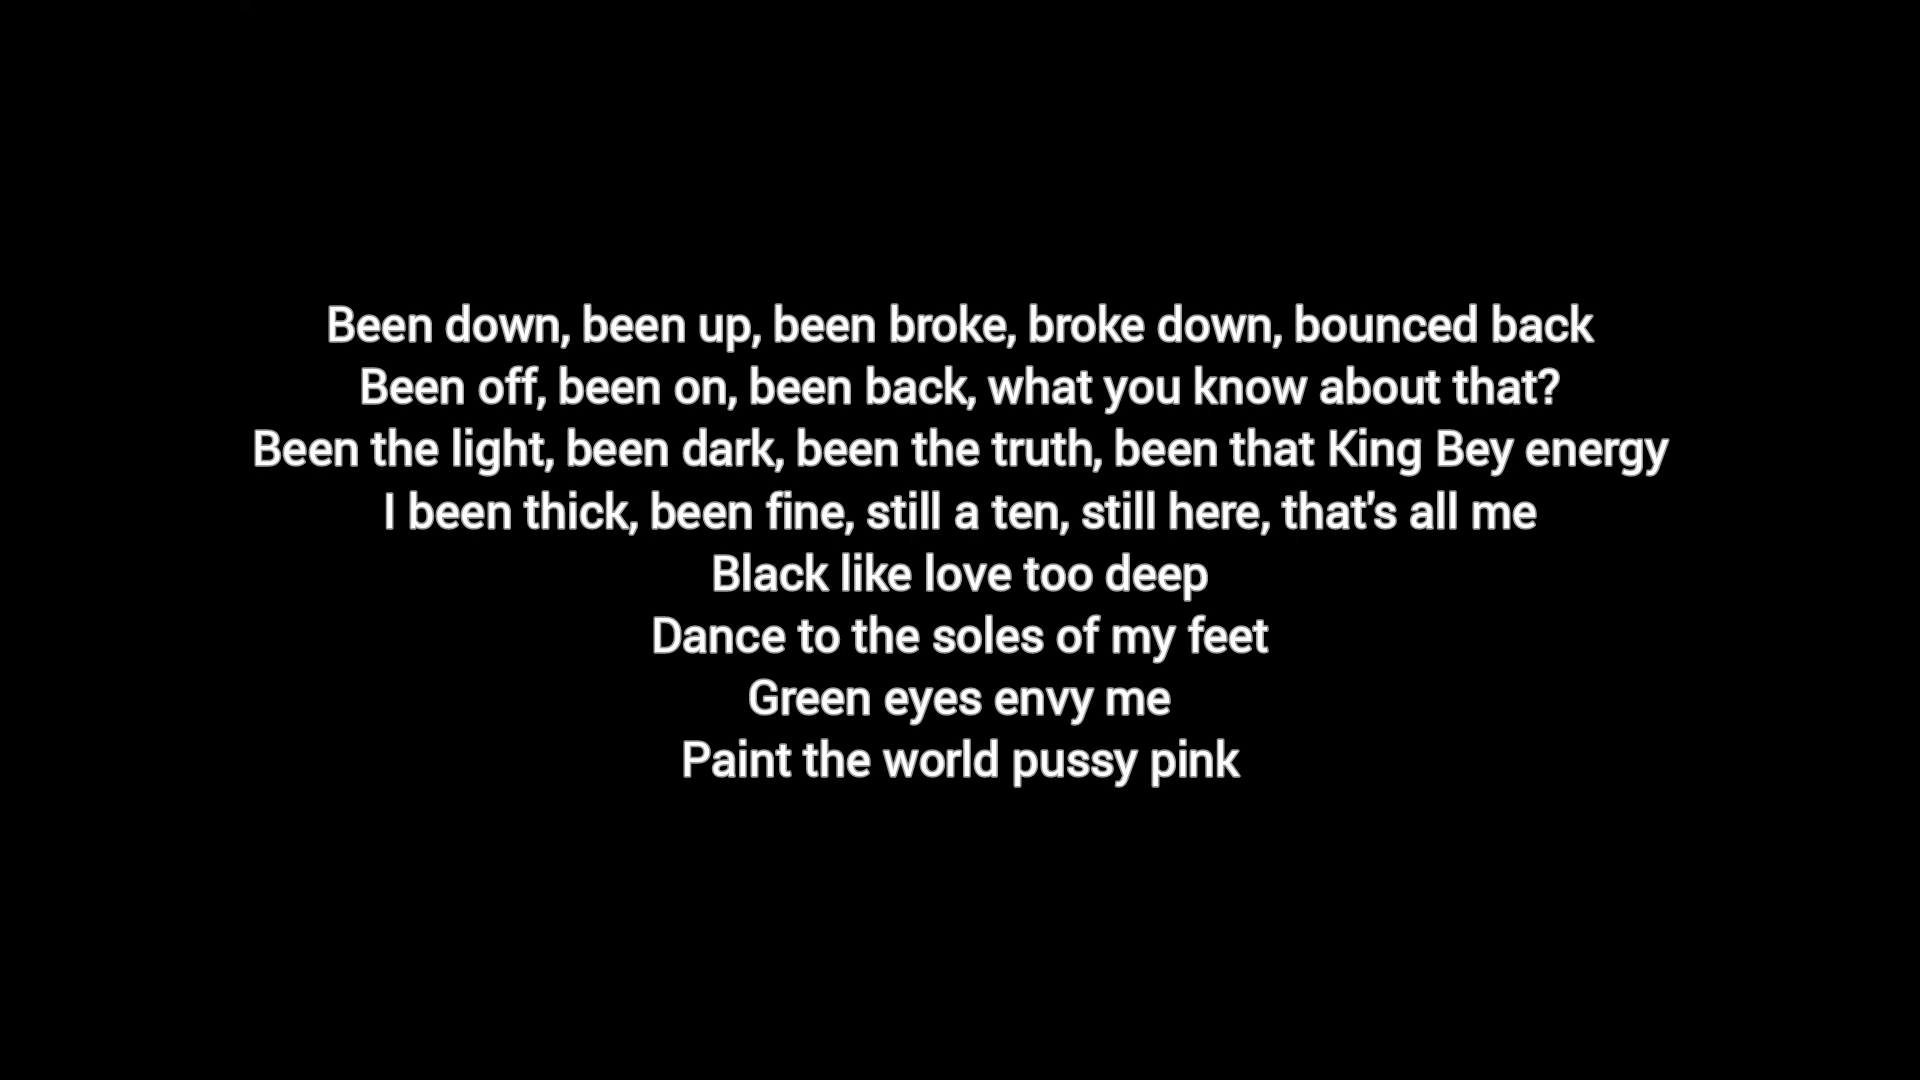 Been down, been up, been broke, broke down, bounced back
Been off, been on, been back, what you know about that?
Been the light, been dark, been the truth, been that King Bey energy
I been thick, been fine, still a ten, still here, that's all me
Black like love too deep
Dance to the soles of my feet
Green eyes envy me
Paint the world pussy pink